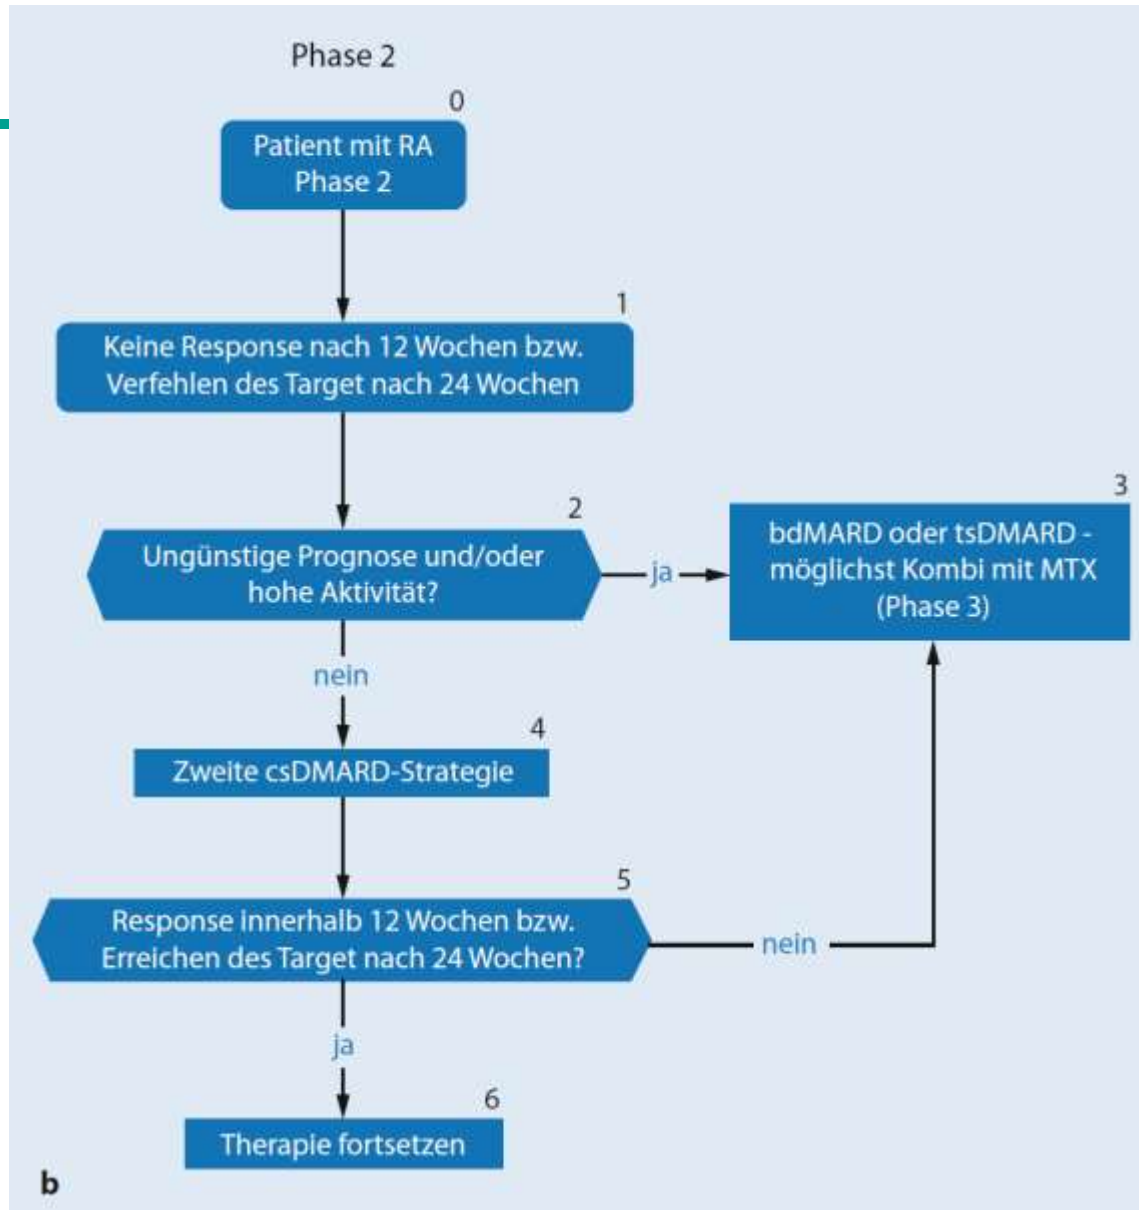 Phase 2
0
Patient mit RA
Phase 2
1
Keine Response nach 12 Wochen bzw.
Verfehlen des Target nach 24 Wochen
2
Ungünstige Prognose und/oder
hohe Aktivität?
ja
3
bdMARD oder tsDMARD -
möglichst Kombi mit MTX
(Phase 3)
nein
4
Zweite csDMARD-Strategie
5
Response innerhalb 12 Wochen bzw.
Erreichen des Target nach 24 Wochen?
nein
ja
6
Therapie fortsetzen
b